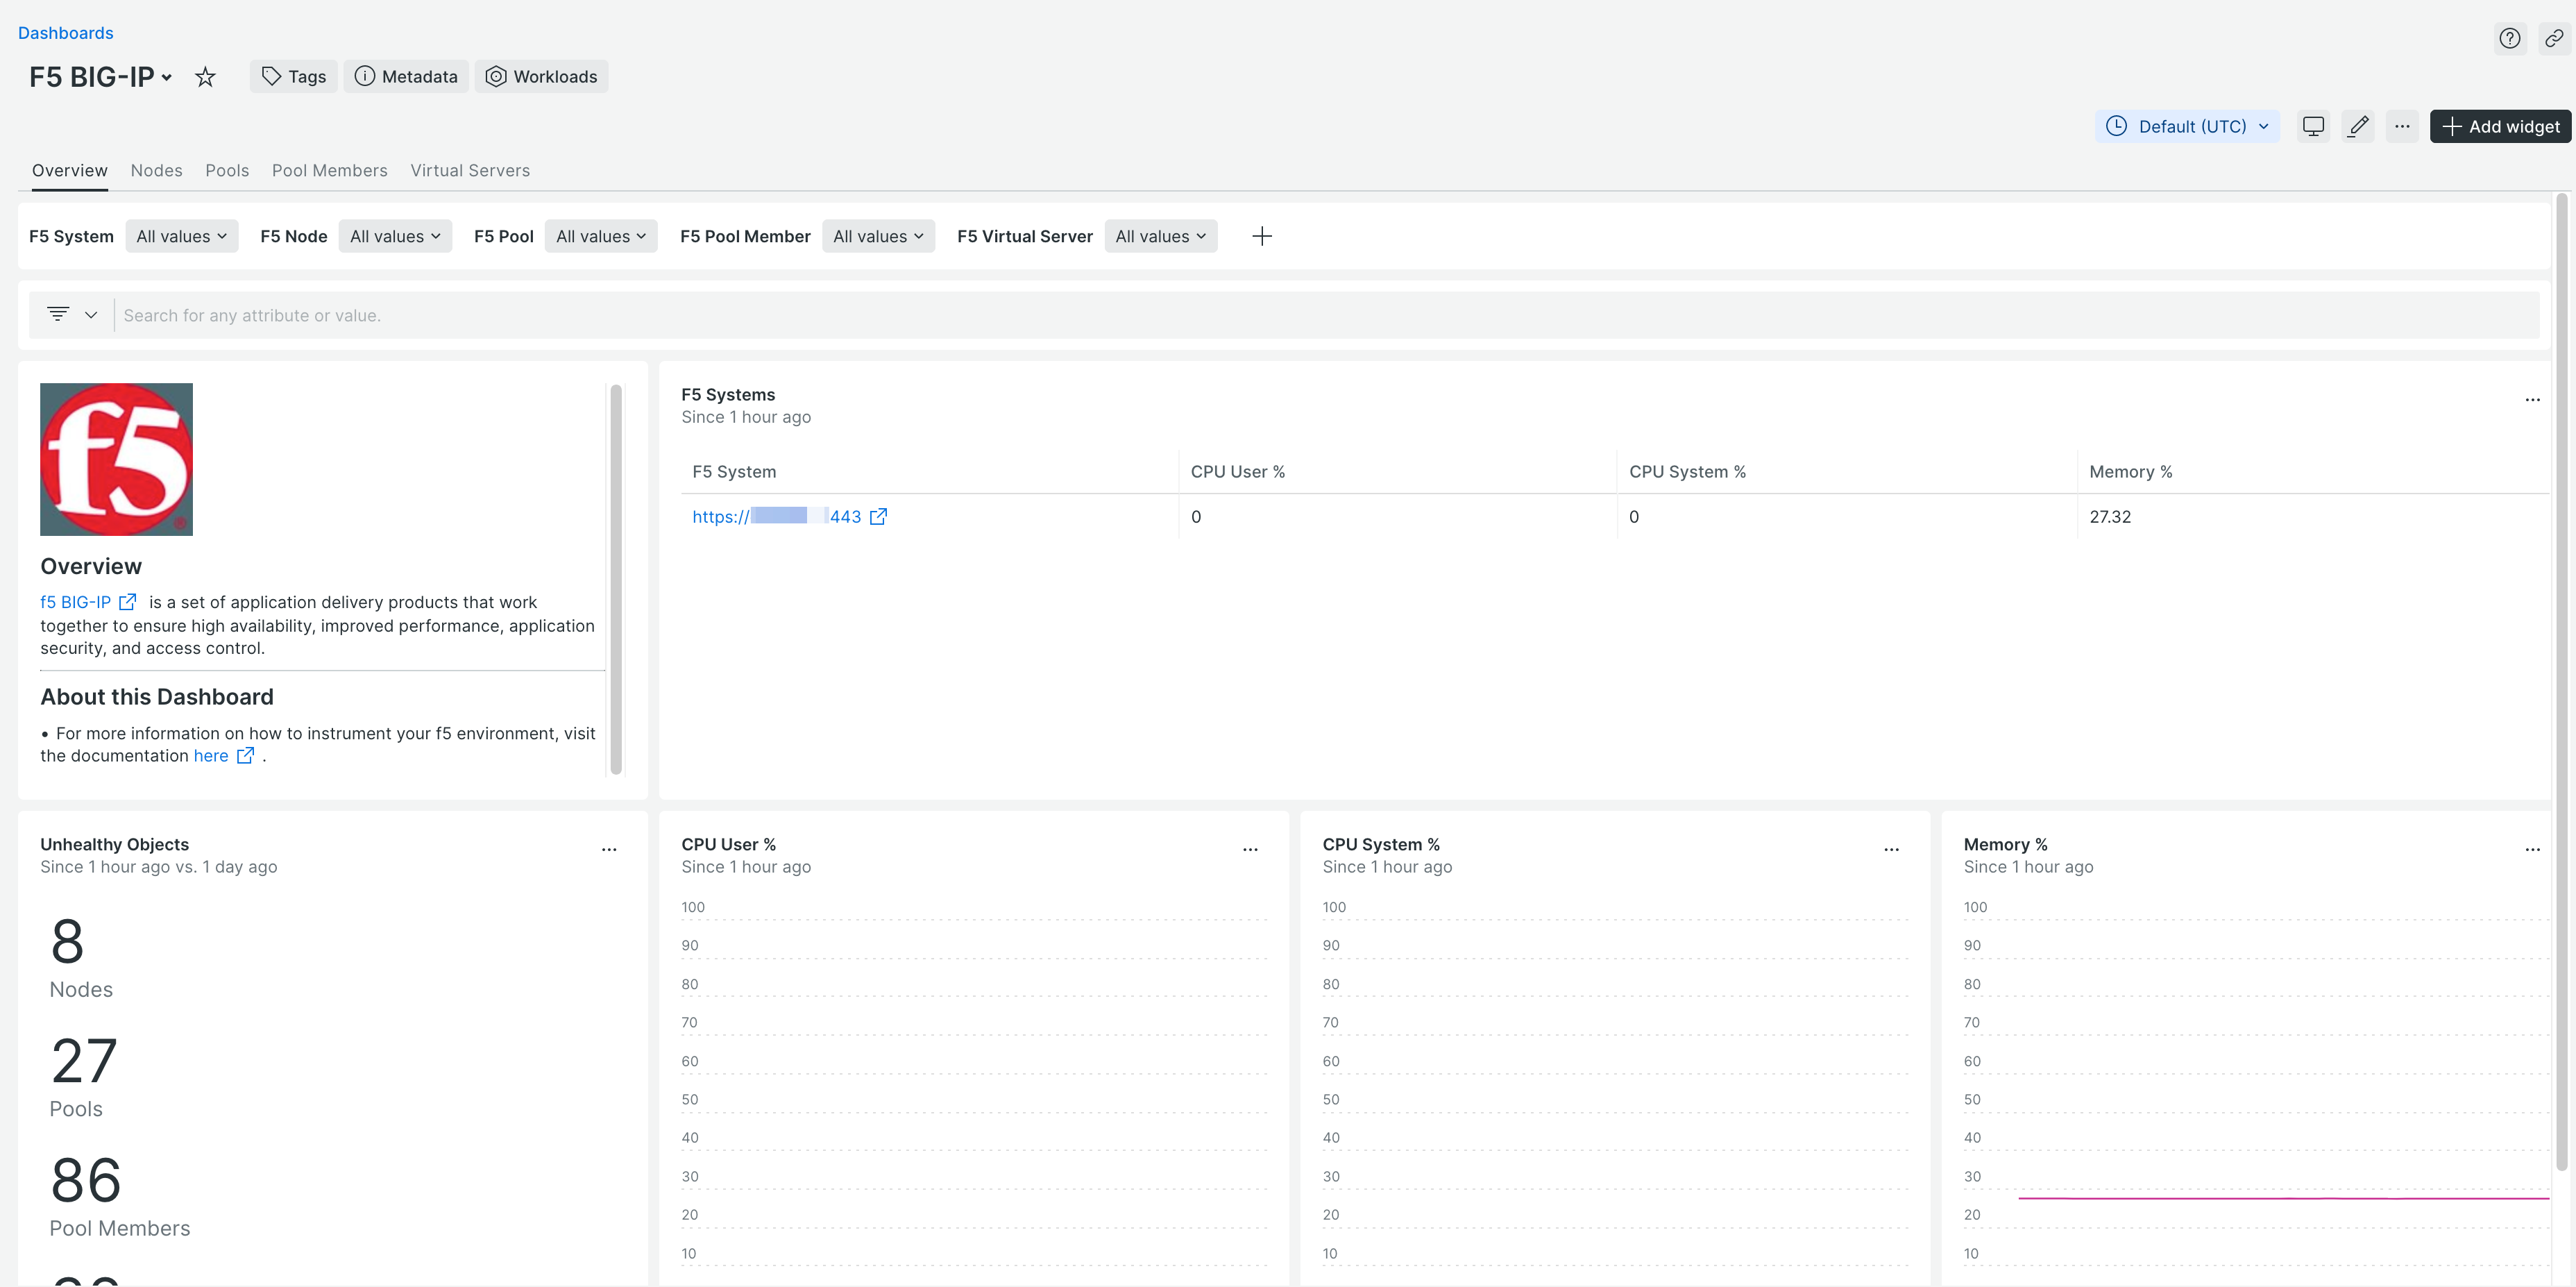 Dashboards
F5 BIG-IP
Tags
Metadata
Workloads
Default (UTC)
Add widget
Overview Nodes Pools Pool Members Virtual Servers
F5 System All values F5 Node All values F5 Pool All values F5 Pool Member All values F5 Virtual Server All values
Search for any attribute or value.
f5
Overview
f5 BIG-IP is a set of application delivery products that work
together to ensure high availability, improved performance, application
security, and access control.
About this Dashboard
• For more information on how to instrument your f5 environment, visit
the documentation here .
F5 Systems
Since 1 hour ago
F5 System CPU User % CPU System % Memory %
https:// 443 0 0 27.32
Unhealthy Objects
Since 1 hour ago vs. 1 day ago
8
Nodes
27
Pools
86
Pool Members
CPU User %
Since 1 hour ago
100
90
80
70
60
50
40
30
20
10
CPU System %
Since 1 hour ago
100
90
80
70
60
50
40
30
20
10
Memory %
Since 1 hour ago
100
90
80
70
60
50
40
30
20
10